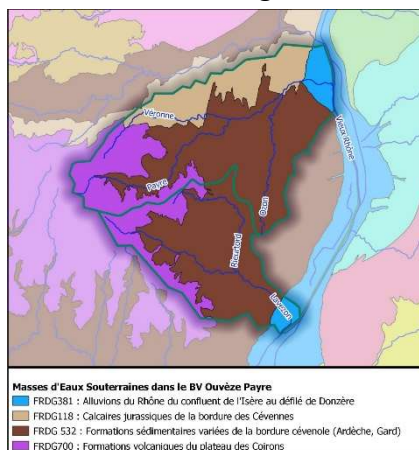 Véronne
Vieux Rhône
Payre
Ozon
Lavezon
Masses d'Eaux Souterraines dans le BV Ouvèze Payre
FRDG381 : Alluvions du Rhône du confluent de l'Isère au défilé de Donzère
FRDG118 : Calcaires jurassiques de la bordure des Cévennes
FRDG 532 : Formations sédimentaires variées de la bordure cévenole (Ardèche, Gard)
FRDG700 : Formations volcaniques du plateau des Coirons